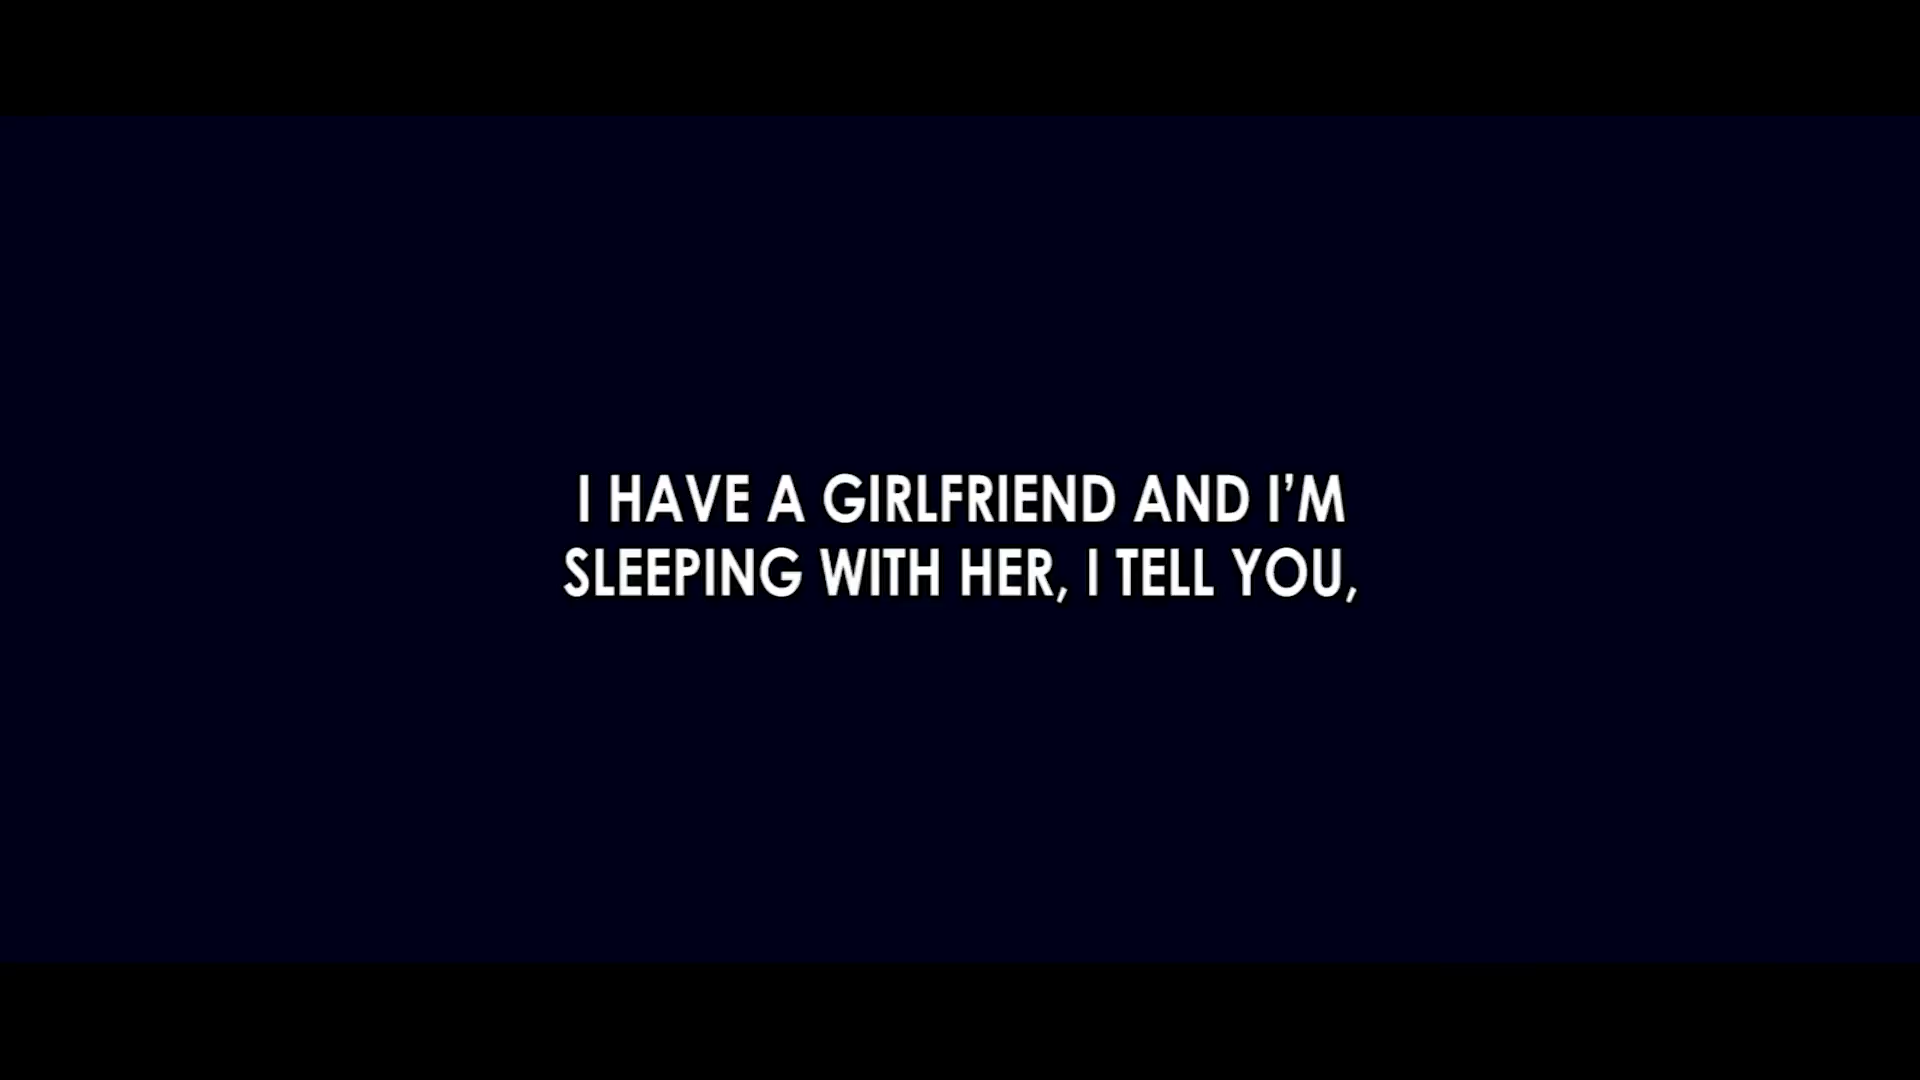 I HAVE A GIRLFRIEND AND I’M
SLEEPING WITH HER, I TELL YOU,